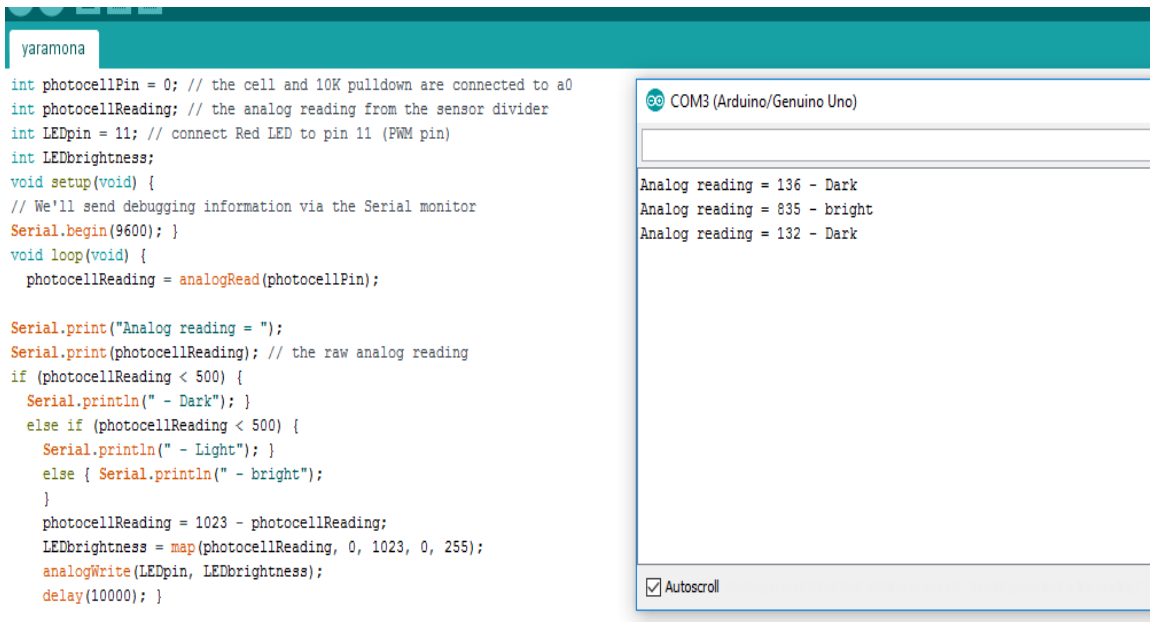 yaramona
int photocellPin = 0; // the cell and 10K pulldown are connected to a0
int photocellReading; // the analog reading from the sensor divider
int LEDpin = 11; // connect Red LED to pin 11 (PWM pin)
int LEDbrightness;
void setup(void) {
// We'll send debugging information via the Serial monitor
Serial.begin(9600); }
void loop(void) {
photocellReading = analogRead(photocellPin);
Serial.print("Analog reading = ");
Serial.print(photocellReading); // the raw analog reading
if (photocellReading < 500) {
Serial.println(" - Dark"); }
else if (photocellReading < 500) {
Serial.println(" - Light"); }
else { Serial.println(" - bright");
}
photocellReading = 1023 - photocellReading;
LEDbrightness = map(photocellReading, 0, 1023, 0, 255);
analogWrite(LEDpin, LEDbrightness);
delay(10000); }
COM3 (Arduino/Genuino Uno)
Analog reading = 136 - Dark
Analog reading = 835 - bright
Analog reading = 132 - Dark
Autoscroll